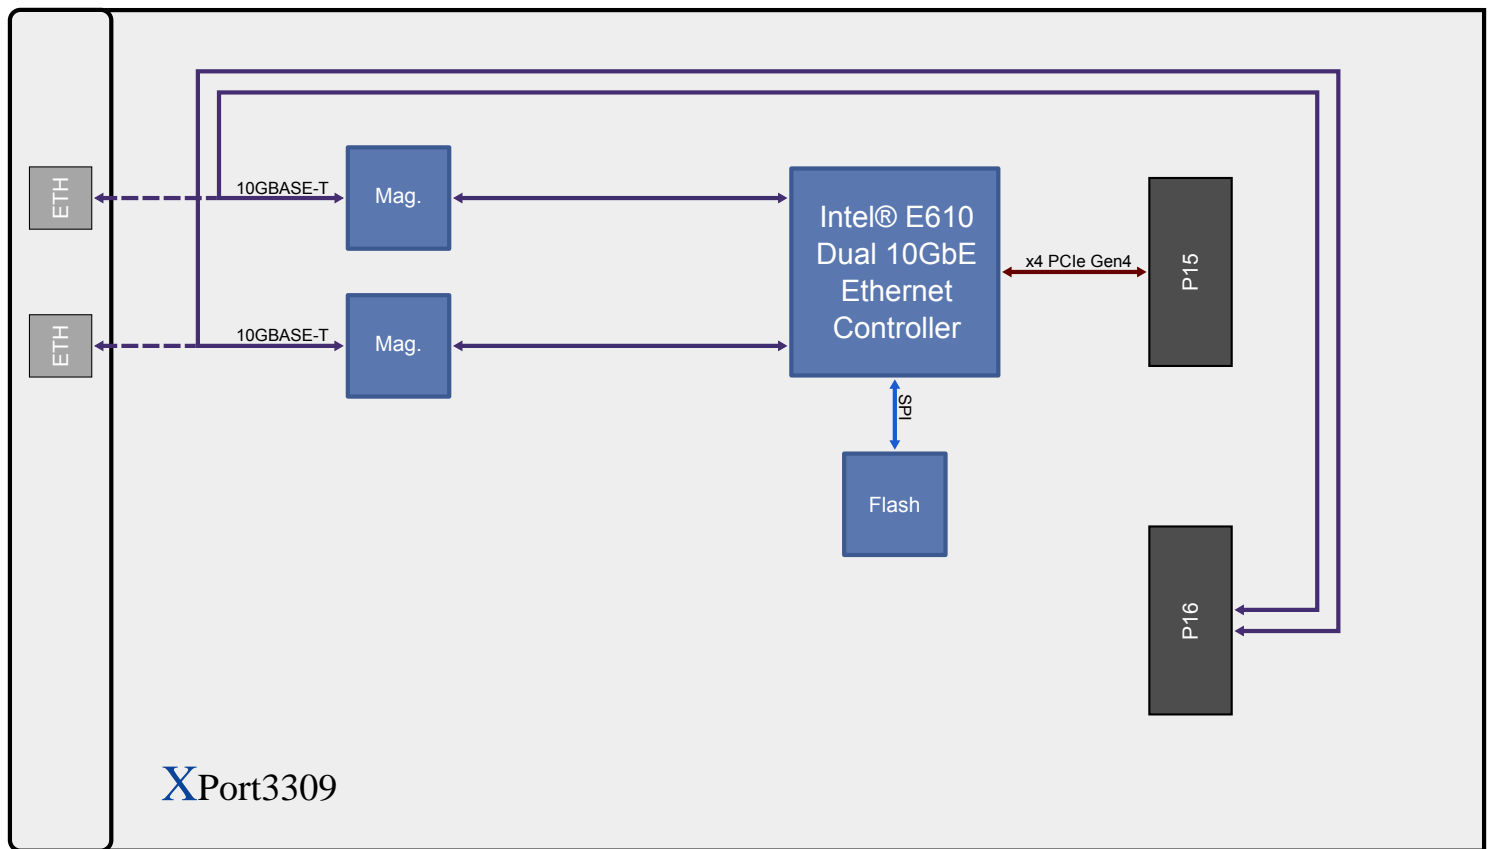 ETH
10GBASE-T
Mag.
Intel® E610
Dual 10GbE
Ethernet
Controller
x4 PCIe Gen4
P15
ETH
10GBASE-T
Mag.
SPI
Flash
P16
XPort3309